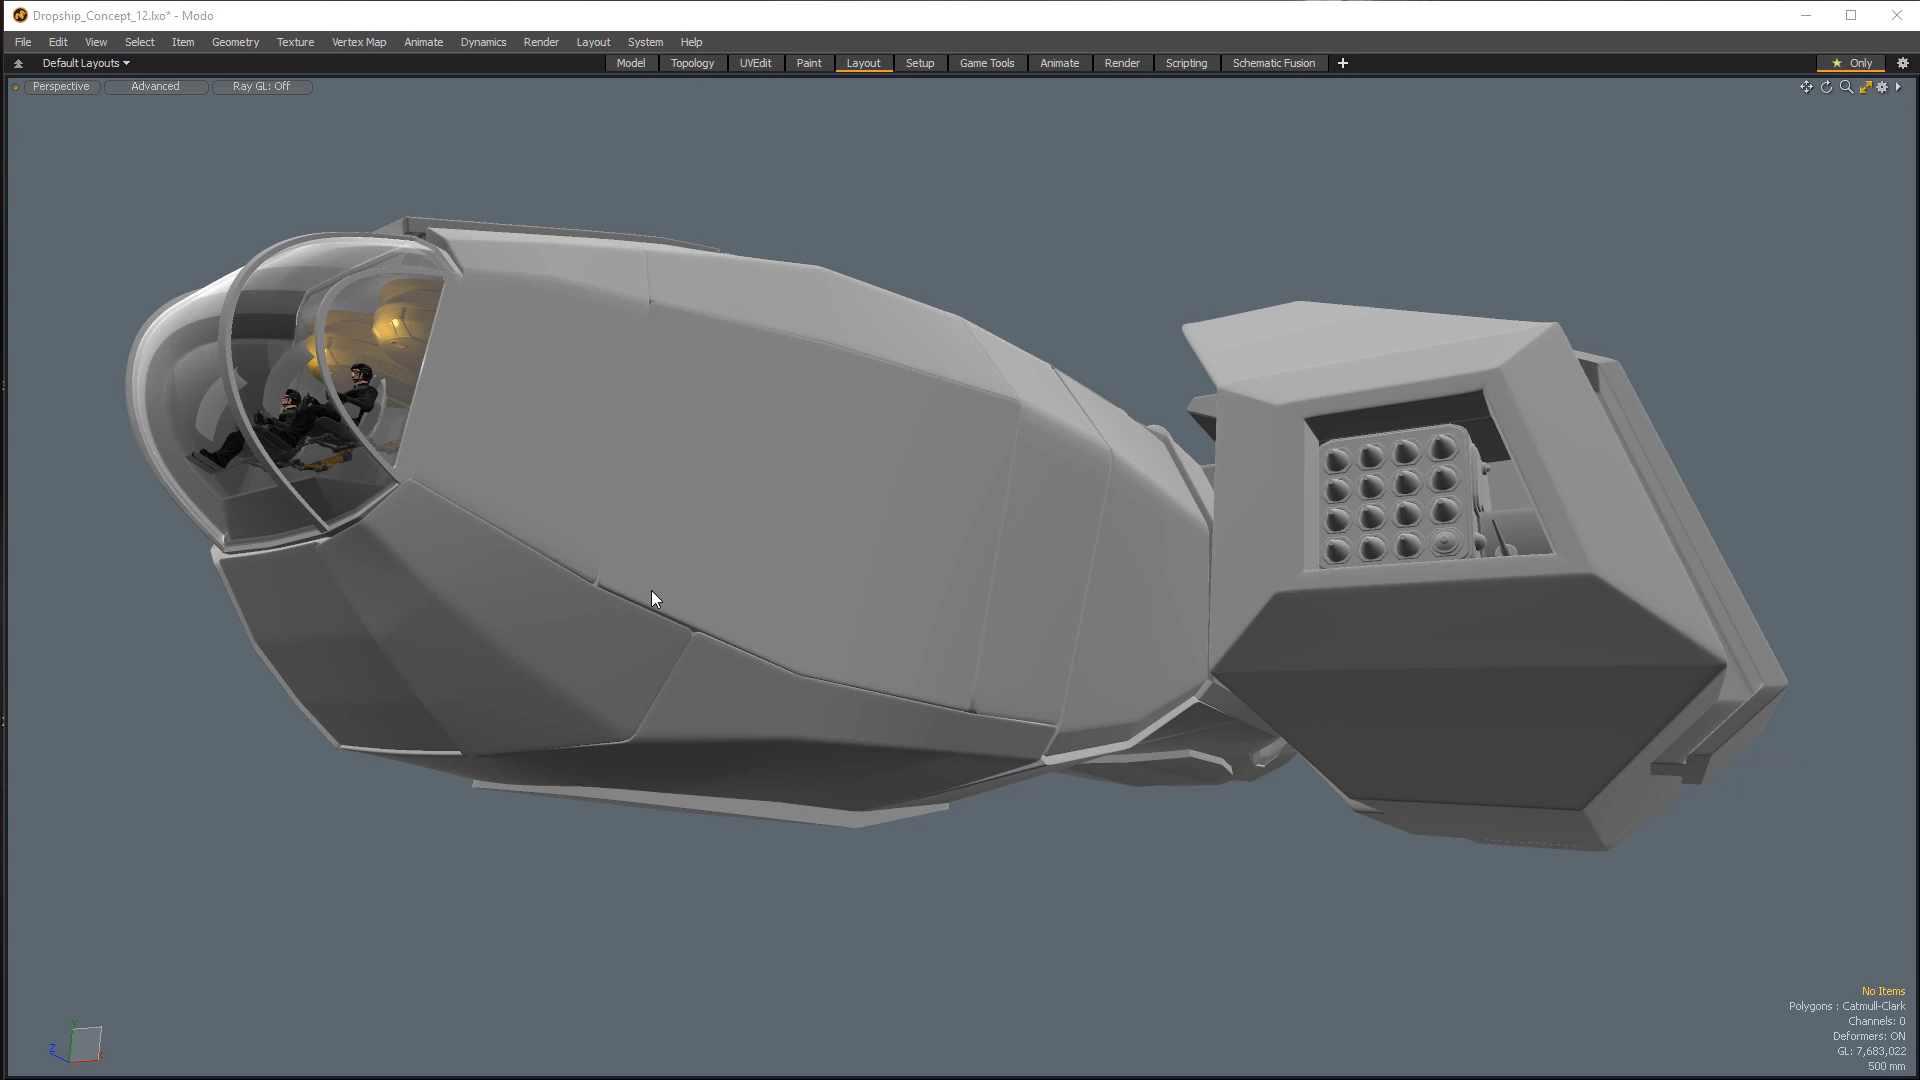 Dropship_Concept_12.lxo* - Modo
File Edit View Select Item Geometry Texture Vertex Map Animate Dynamics Render Layout System Help
Default Layouts Model Topology UVEdit Paint Layout Setup Game Tools Animate Render Scripting Schematic Fusion Only
Perspective Advanced Ray GL: Off
No Items
Polygons : Catmull-Clark
Channels: 0
Deformers: ON
GL: 7,683,022
500 mm
Y
Z
X